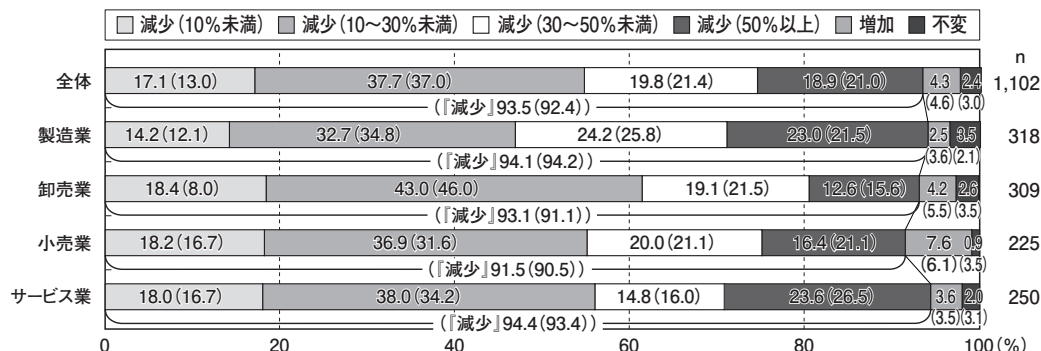 減少(10%未満) 減少(10～30%未満) 減少(30～50%未満) 減少(50%以上) 増加 不変
n
全体 17.1(13.0) 37.7(37.0) 19.8(21.4) 18.9(21.0) 4.3 2.4 1,102
(『減少』93.5(92.4)) (4.6) (3.0)
製造業 14.2(12.1) 32.7(34.8) 24.2(25.8) 23.0(21.5) 2.5 3.5 318
(『減少』94.1(94.2)) (3.6) (2.1)
卸売業 18.4(8.0) 43.0(46.0) 19.1(21.5) 12.6(15.6) 4.2 2.6 309
(『減少』93.1(91.1)) (5.5) (3.5)
小売業 18.2(16.7) 36.9(31.6) 20.0(21.1) 16.4(21.1) 7.6 0.9 225
(『減少』91.5(90.5)) (6.1) (3.5)
サービス業 18.0(16.7) 38.0(34.2) 14.8(16.0) 23.6(26.5) 3.6 2.0 250
(『減少』94.4(93.4)) (3.5) (3.1)
0 20 40 60 80 100(%)